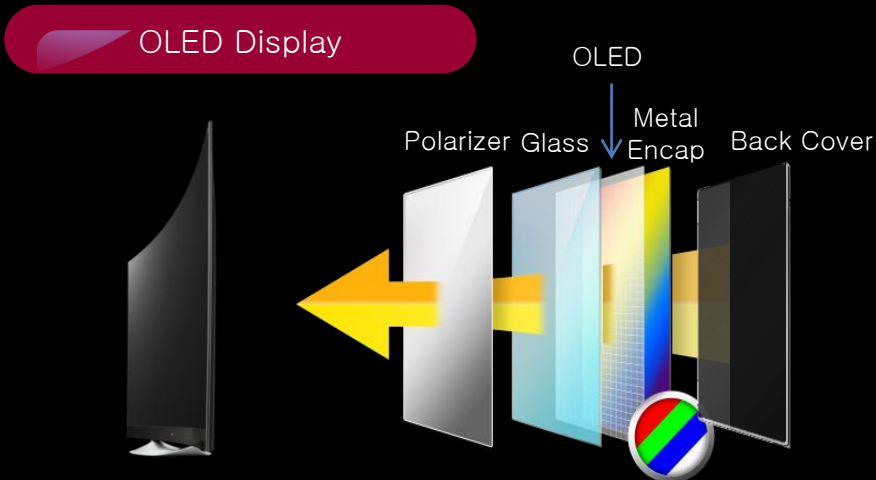 OLED Display
OLED
Polarizer
Glass
Metal
Encap
Back Cover